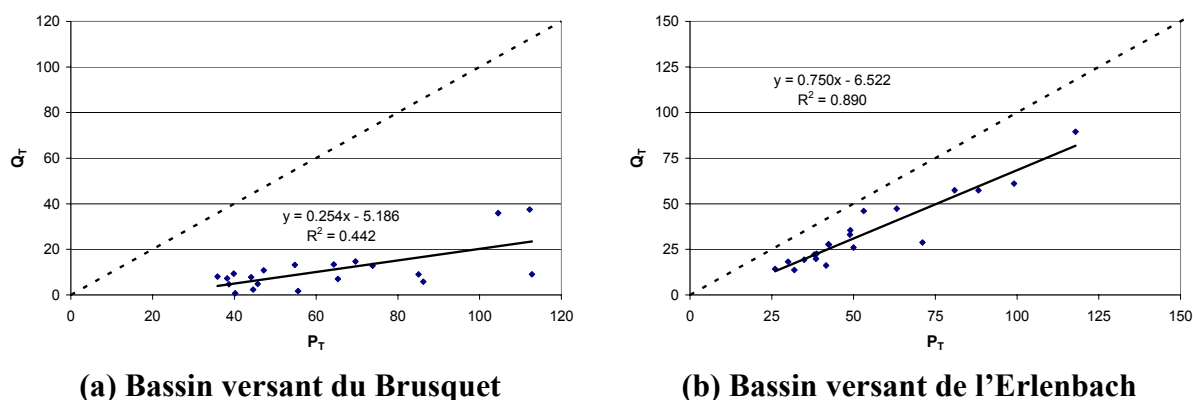 120
100
80
60
40
20
0
Q_T
y = 0.254x - 5.186
R² = 0.442
0 20 40 60 80 100 120
P_T
(a) Bassin versant du Brusquet
150
125
100
75
50
25
0
Q_T
y = 0.750x - 6.522
R² = 0.890
0 25 50 75 100 125 150
P_T
(b) Bassin versant de l’Erlenbach